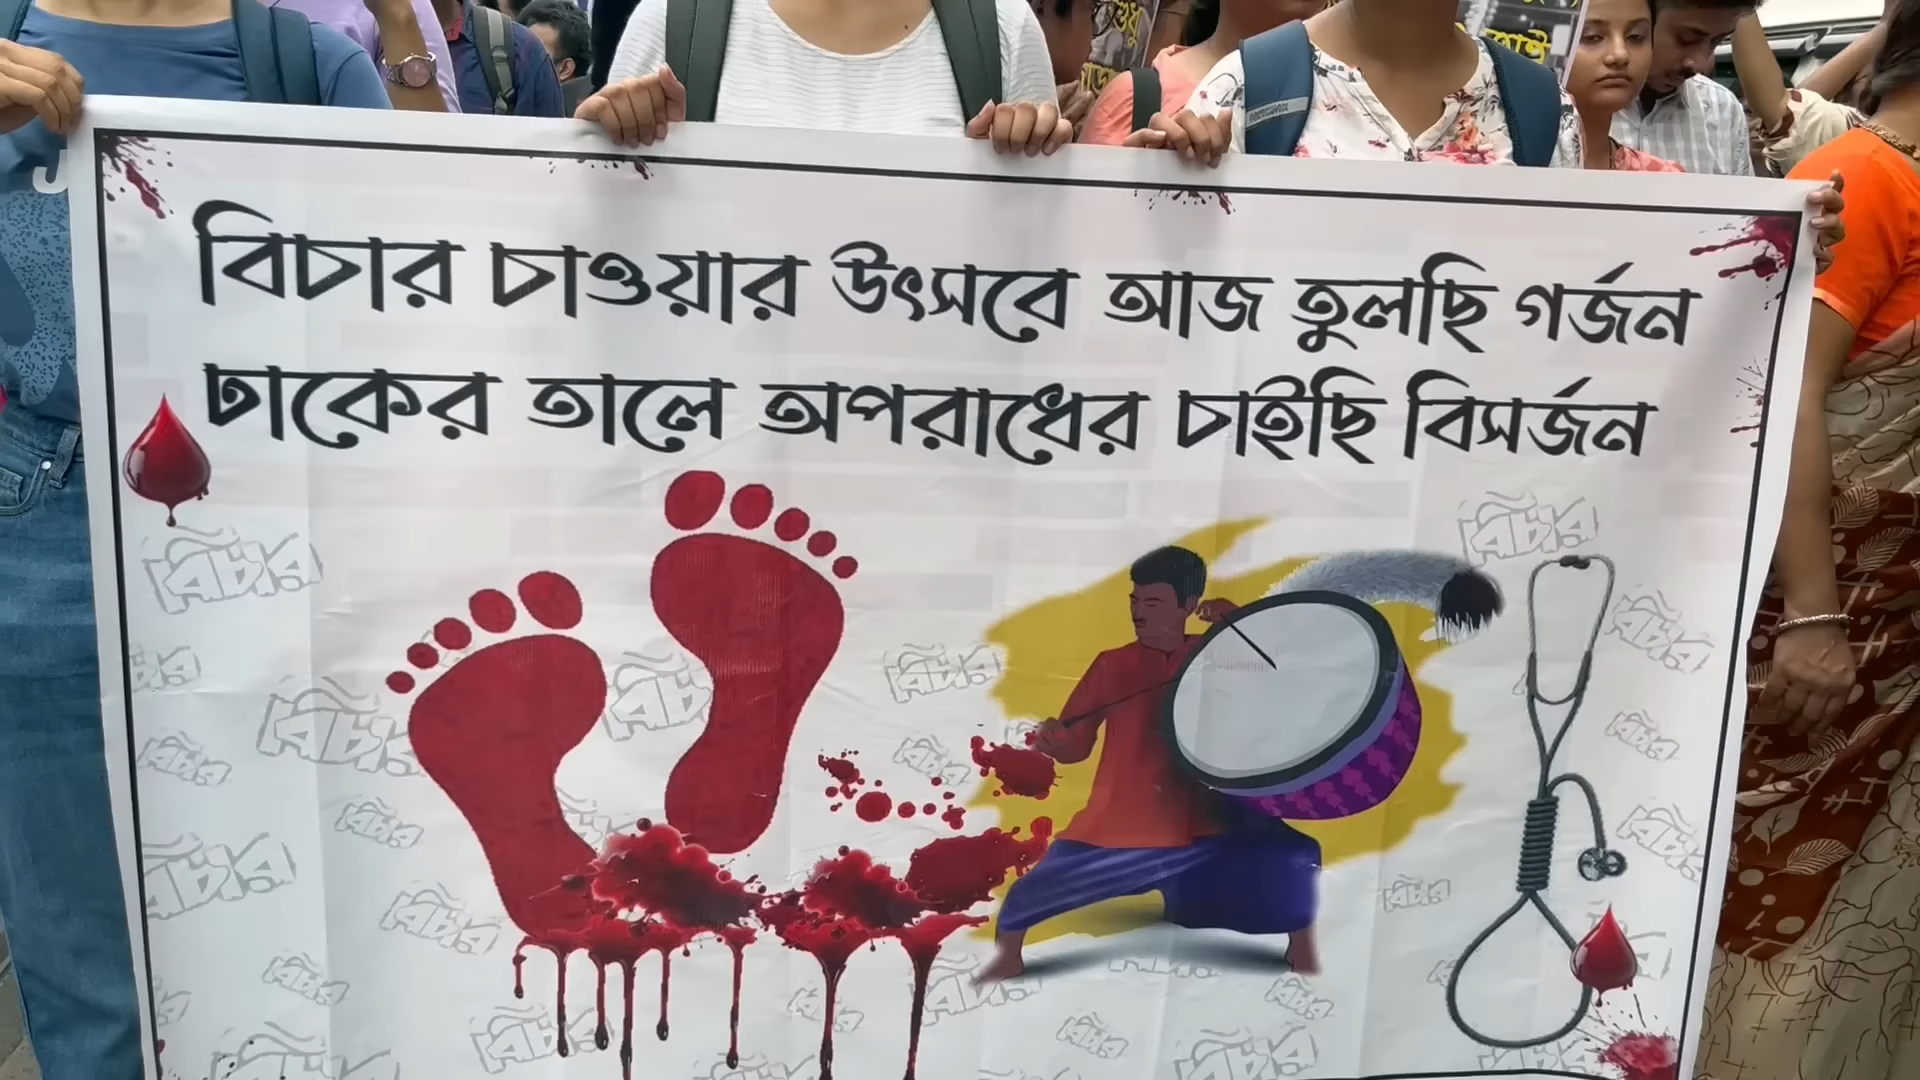 বিচার চাওয়ার উৎসবে আজ তুলছি গর্জন
ঢাকের তালে অপরাধের চাইছি বিসর্জন
বিচার
বিচার
বিচার
বিচার
বিচার
বিচার
বিচার
বিচার
বিচার
বিচার
বিচার
বিচার
বিচার
বিচার